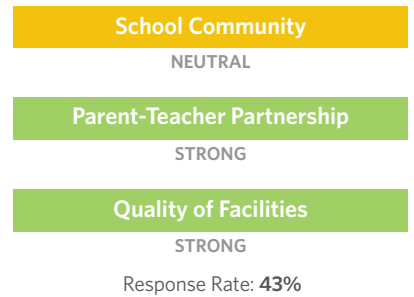 School Community
NEUTRAL
Parent-Teacher Partnership
STRONG
Quality of Facilities
STRONG
Response Rate: 43%